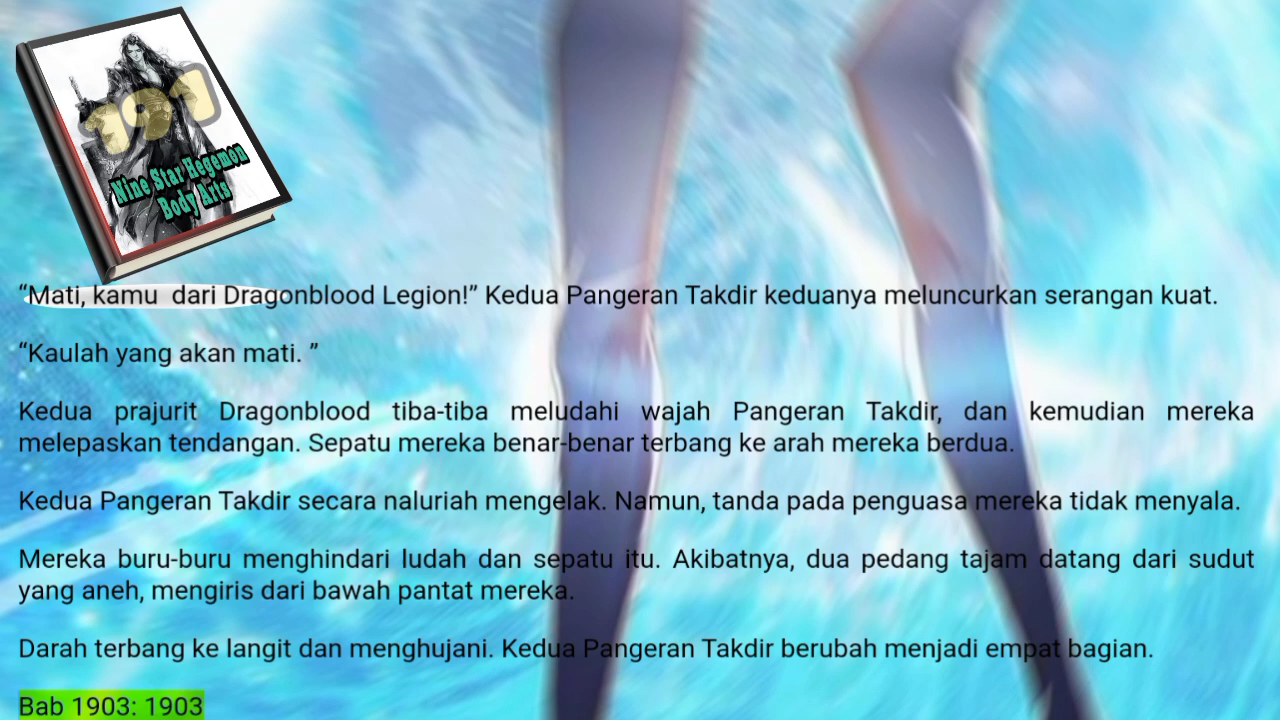 191
Nine Star Hegemon
Body Arts
“Mati, kamu  dari Dragonblood Legion!” Kedua Pangeran Takdir keduanya meluncurkan serangan kuat.
“Kaulah yang akan mati. ”
Kedua prajurit Dragonblood tiba-tiba meludahi wajah Pangeran Takdir, dan kemudian mereka
melepaskan tendangan. Sepatu mereka benar-benar terbang ke arah mereka berdua.
Kedua Pangeran Takdir secara naluriah mengelak. Namun, tanda pada penguasa mereka tidak menyala.
Mereka buru-buru menghindari ludah dan sepatu itu. Akibatnya, dua pedang tajam datang dari sudut
yang aneh, mengiris dari bawah pantat mereka.
Darah terbang ke langit dan menghujani. Kedua Pangeran Takdir berubah menjadi empat bagian.
Bab 1903: 1903